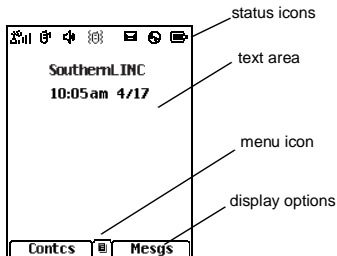 status icons
text area
SouthernLINC
10:05am 4/17
menu icon
display options
Contcs
Mesgs